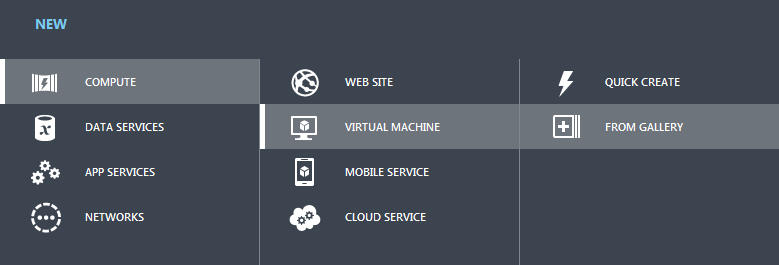 NEW
COMPUTE
DATA SERVICES
APP SERVICES
NETWORKS
WEB SITE
VIRTUAL MACHINE
MOBILE SERVICE
CLOUD SERVICE
QUICK CREATE
FROM GALLERY